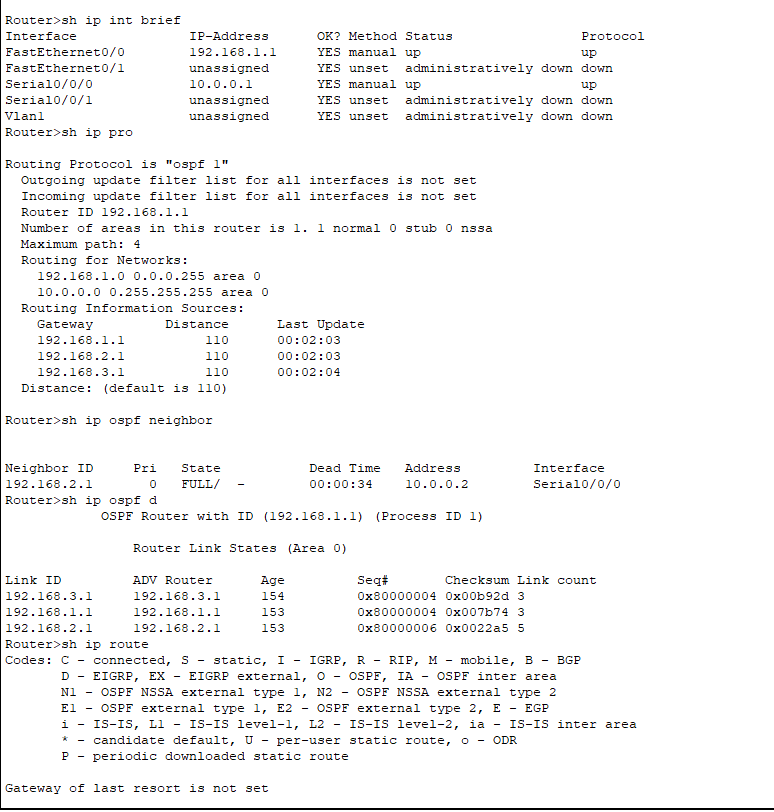 Router>sh ip int brief
Interface              IP-Address      OK? Method Status                Protocol
FastEthernet0/0        192.168.1.1     YES manual up                    up
FastEthernet0/1        unassigned      YES unset  administratively down down
Serial0/0/0            10.0.0.1        YES manual up                    up
Serial0/0/1            unassigned      YES unset  administratively down down
Vlan1                  unassigned      YES unset  administratively down down
Router>sh ip pro

Routing Protocol is "ospf 1"
  Outgoing update filter list for all interfaces is not set
  Incoming update filter list for all interfaces is not set
  Router ID 192.168.1.1
  Number of areas in this router is 1. 1 normal 0 stub 0 nssa
  Maximum path: 4
  Routing for Networks:
    192.168.1.0 0.0.0.255 area 0
    10.0.0.0 0.255.255.255 area 0
  Routing Information Sources:
    Gateway         Distance      Last Update
    192.168.1.1          110      00:02:03
    192.168.2.1          110      00:02:03
    192.168.3.1          110      00:02:04
  Distance: (default is 110)

Router>sh ip ospf neighbor

Neighbor ID     Pri   State           Dead Time   Address         Interface
192.168.2.1       0   FULL/  -        00:00:34    10.0.0.2        Serial0/0/0
Router>sh ip ospf d
            OSPF Router with ID (192.168.1.1) (Process ID 1)

                Router Link States (Area 0)

Link ID         ADV Router      Age         Seq#       Checksum Link count
192.168.3.1     192.168.3.1     154         0x80000004 0x00b92d 3
192.168.1.1     192.168.1.1     153         0x80000004 0x007b74 3
192.168.2.1     192.168.2.1     153         0x80000006 0x0022a5 5
Router>sh ip route
Codes: C - connected, S - static, I - IGRP, R - RIP, M - mobile, B - BGP
       D - EIGRP, EX - EIGRP external, O - OSPF, IA - OSPF inter area
       N1 - OSPF NSSA external type 1, N2 - OSPF NSSA external type 2
       E1 - OSPF external type 1, E2 - OSPF external type 2, E - EGP
       i - IS-IS, L1 - IS-IS level-1, L2 - IS-IS level-2, ia - IS-IS inter area
       * - candidate default, U - per-user static route, o - ODR
       P - periodic downloaded static route

Gateway of last resort is not set